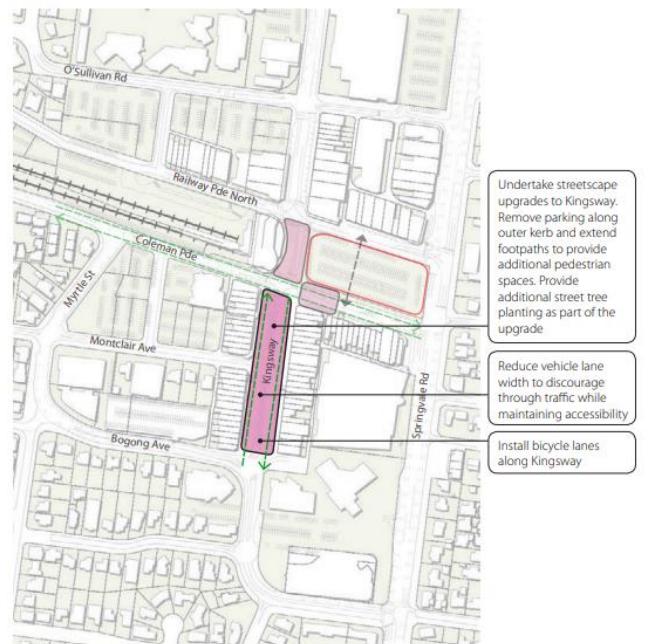 O'Sullivan Rd
Railway Pde North
Coleman Pde
Myrtle St
Montclair Ave
Kingsway
Springvale Rd
Bogong Ave
Undertake streetscape
upgrades to Kingsway.
Remove parking along
outer kerb and extend
footpaths to provide
additional pedestrian
spaces. Provide
additional street tree
planting as part of the
upgrade
Reduce vehicle lane
width to discourage
through traffic while
maintaining accessibility
Install bicycle lanes
along Kingsway